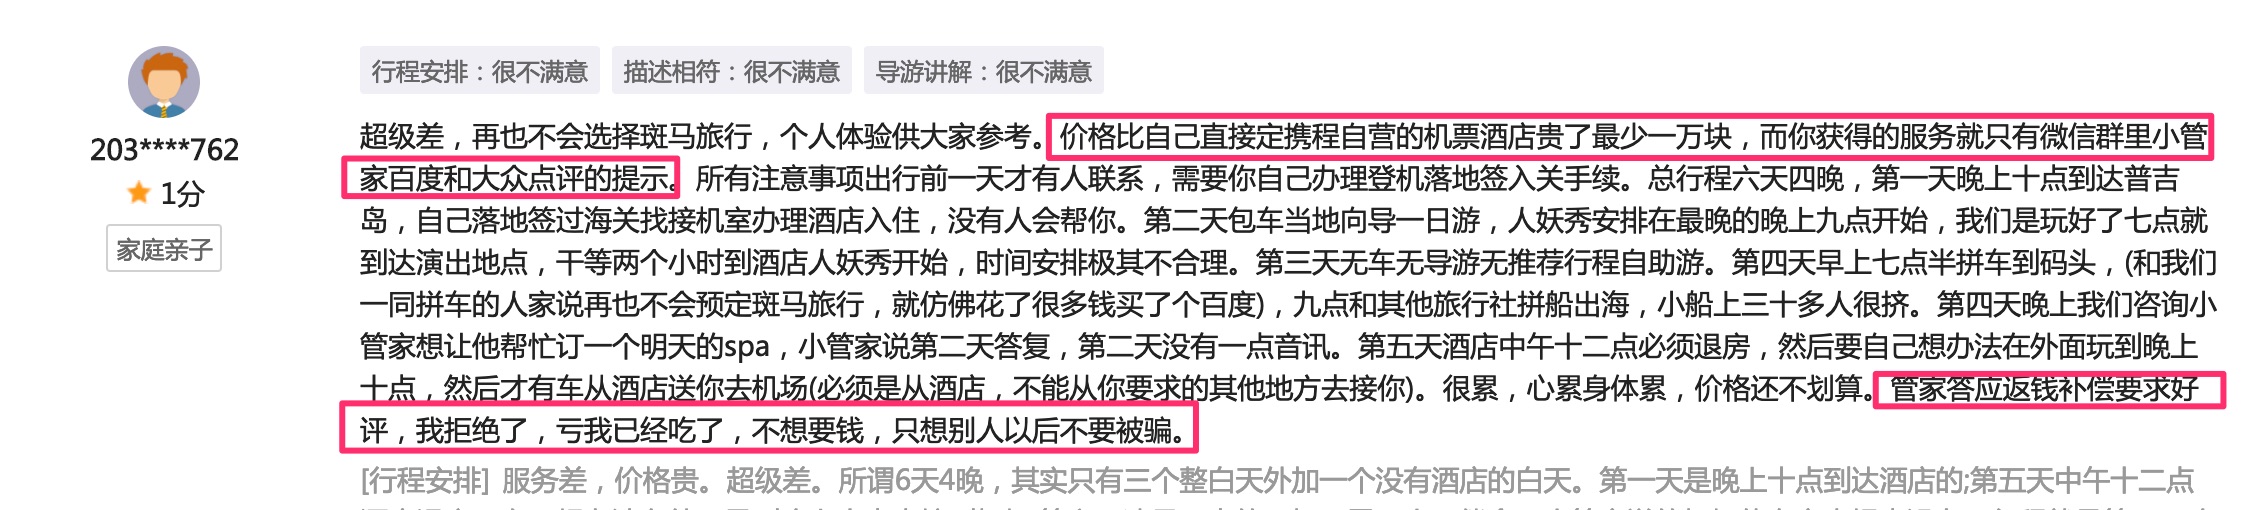 行程安排：很不满意
描述相符：很不满意
导游讲解：很不满意
203****762
1分
家庭亲子
超级差，再也不会选择斑马旅行，个人体验供大家参考。价格比自己直接定携程自营的机票酒店贵了最少一万块，而你获得的服务就只有微信群里小管
家百度和大众点评的提示。所有注意事项出行前一天才有人联系，需要你自己办理登机落地签入关手续。总行程六天四晚，第一天晚上十点到达普吉
岛，自己落地签过海关找接机室办理酒店入住，没有人会帮你。第二天包车当地向导一日游，人妖秀安排在最晚的晚上九点开始，我们是玩好了七点就
到达演出地点，干等两个小时到酒店人妖秀开始，时间安排极其不合理。第三天无车无导游无推荐行程自助游。第四天早上七点半拼车到码头，(和我们
一同拼车的人家说再也不会预定斑马旅行，就仿佛花了很多钱买了个百度)，九点和其他旅行社拼船出海，小船上三十多人很挤。第四天晚上我们咨询小
管家想让他帮忙订一个明天的spa，小管家说第二天答复，第二天没有一点音讯。第五天酒店中午十二点必须退房，然后要自己想办法在外面玩到晚上
十点，然后才有车从酒店送你去机场(必须是从酒店，不能从你要求的其他地方去接你)。很累，心累身体累，价格还不划算。管家答应返钱补偿要求好
评，我拒绝了，亏我已经吃了，不想要钱，只想别人以后不要被骗。
[行程安排] 服务差，价格贵。超级差。所谓6天4晚，其实只有三个整白天外加一个没有酒店的白天。第一天是晚上十点到达酒店的;第五天中午十二点